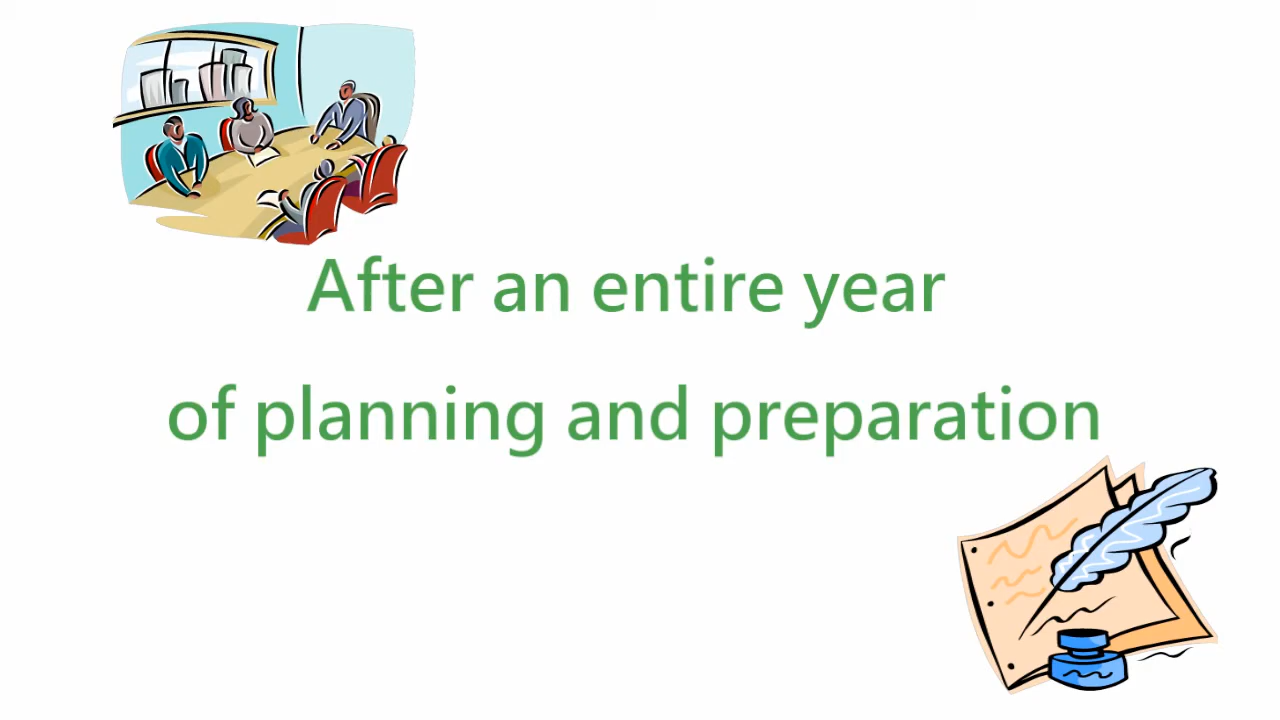 After an entire year
of planning and preparation